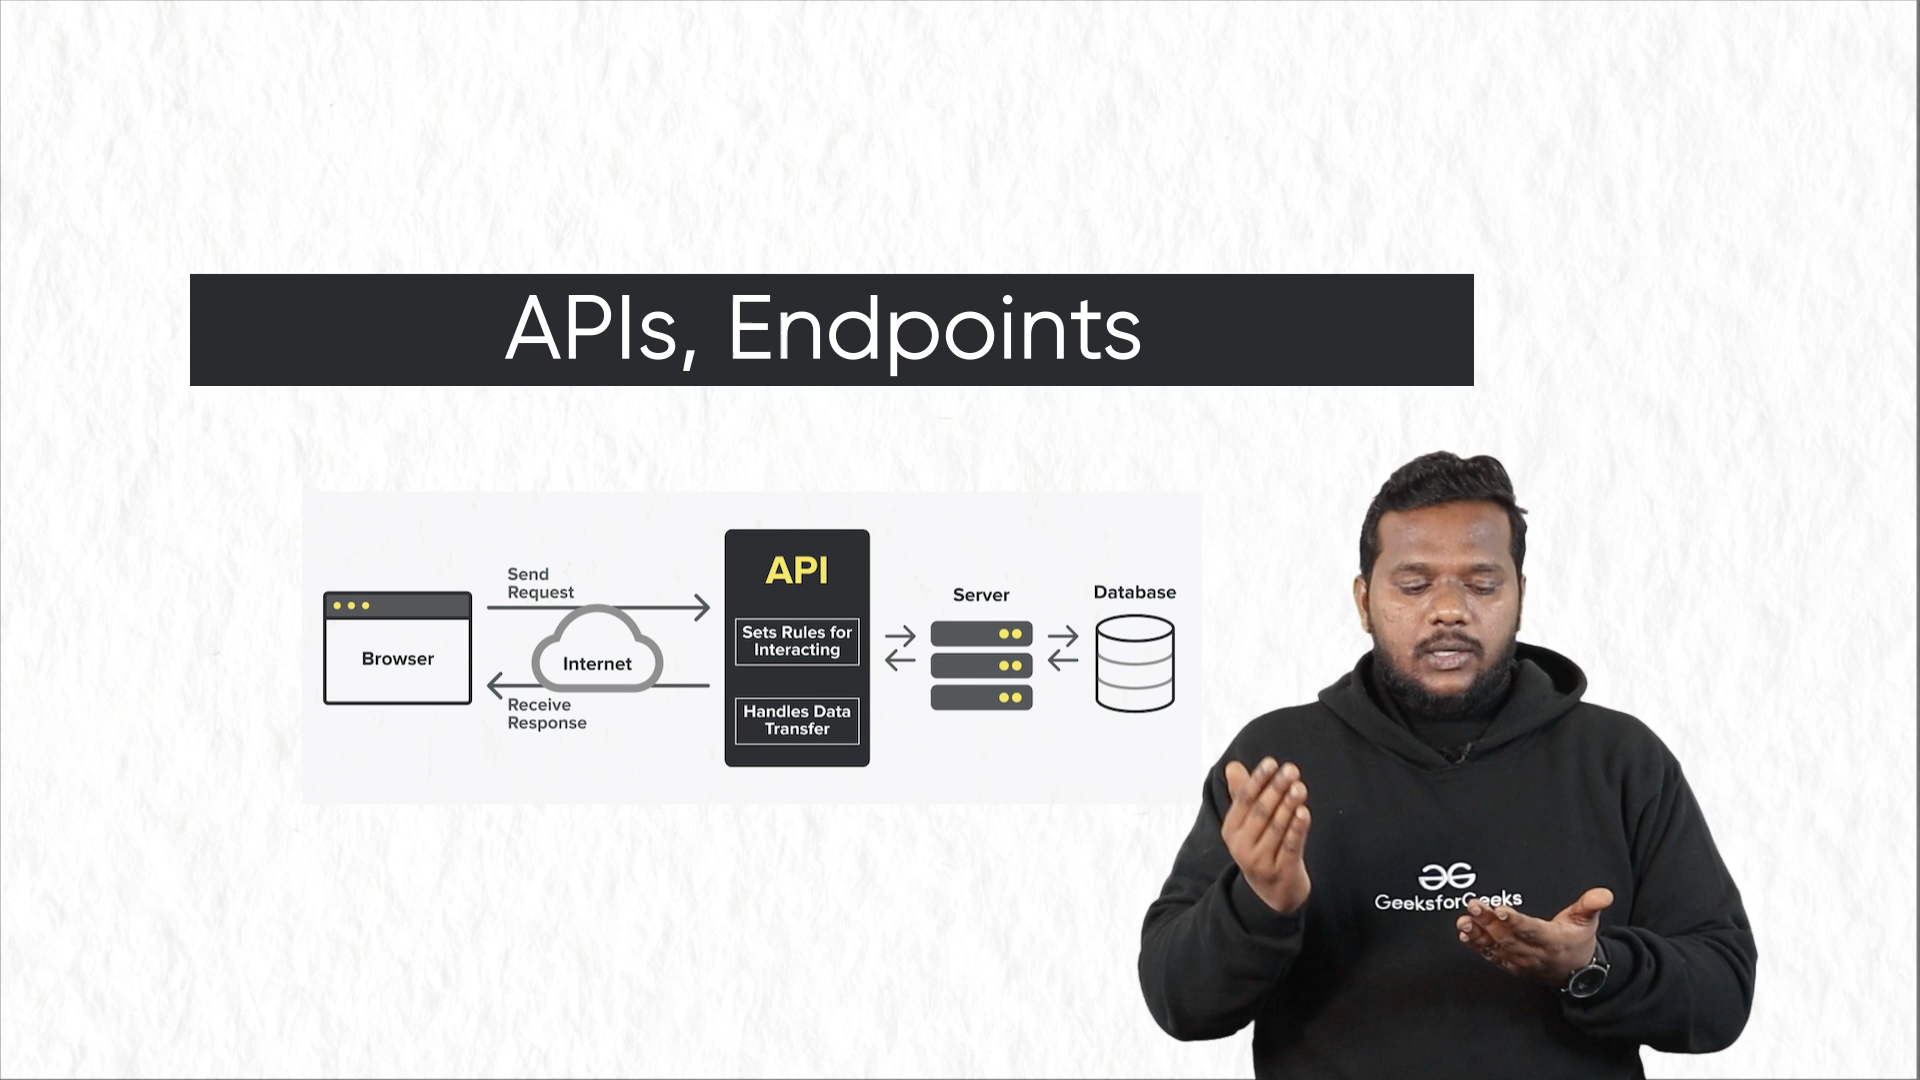 APIs, Endpoints
Send
Request
Browser
Internet
Receive
Response
API
Sets Rules for
Interacting
Handles Data
Transfer
Server
Database
GeeksforGeeks